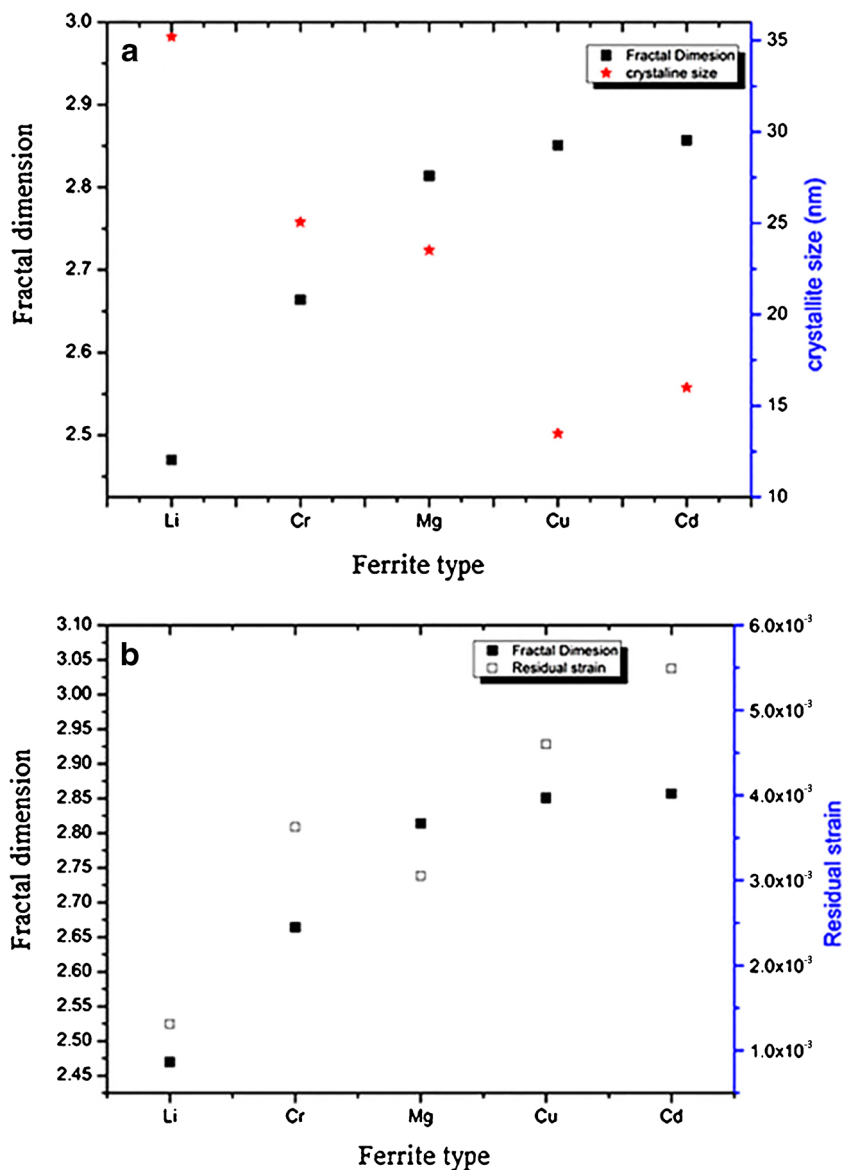 a
Fractal Dimesion
crystaline size
3.0
2.9
2.8
2.7
2.6
2.5
Fractal dimension
35
30
25
20
15
10
crystallite size (nm)
Li Cr Mg Cu Cd
Ferrite type
b
Fractal Dimesion
Residual strain
3.10
3.05
3.00
2.95
2.90
2.85
2.80
2.75
2.70
2.65
2.60
2.55
2.50
2.45
Fractal dimension
6.0x10⁻³
5.0x10⁻³
4.0x10⁻³
3.0x10⁻³
2.0x10⁻³
1.0x10⁻³
Residual strain
Li Cr Mg Cu Cd
Ferrite type